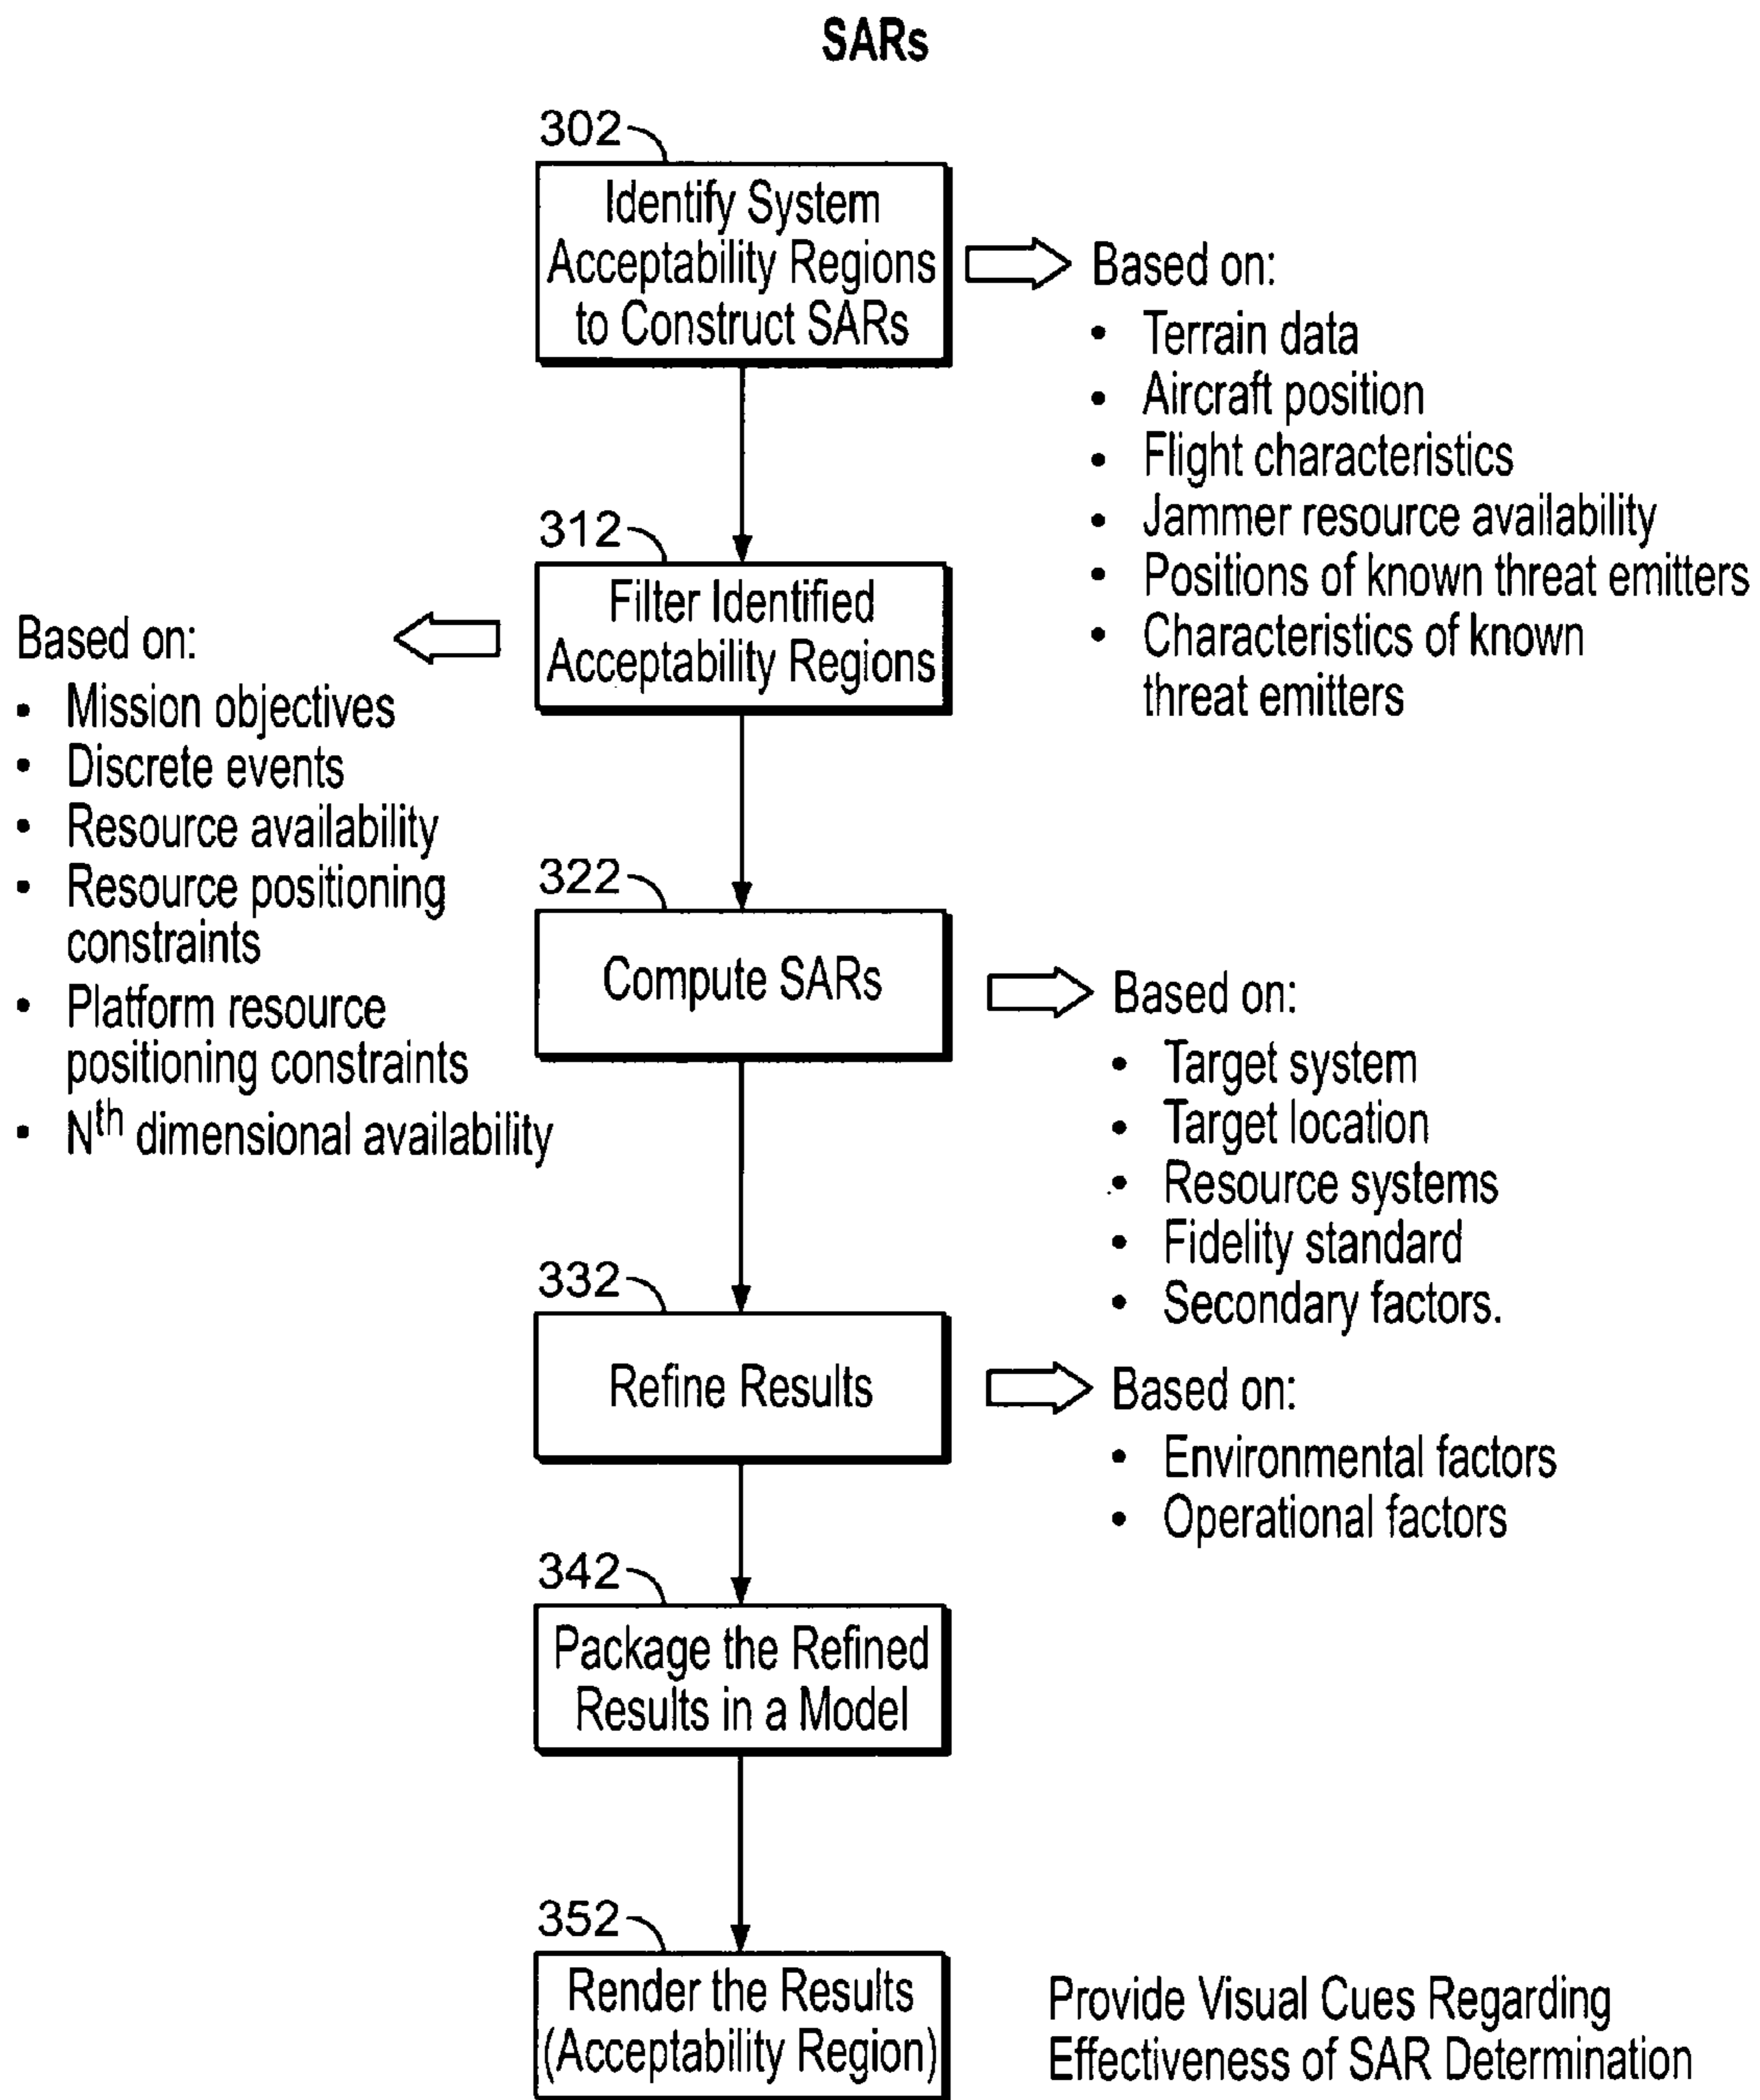 SARs
302
Identify System
Acceptability Regions
to Construct SARs
Based on:
• Terrain data
• Aircraft position
• Flight characteristics
• Jammer resource availability
• Positions of known threat emitters
• Characteristics of known
threat emitters
312
Filter Identified
Acceptability Regions
Based on:
• Mission objectives
• Discrete events
• Resource availability
• Resource positioning
constraints
• Platform resource
positioning constraints
• Nth dimensional availability
322
Compute SARs
Based on:
• Target system
• Target location
• Resource systems
• Fidelity standard
• Secondary factors.
332
Refine Results
Based on:
• Environmental factors
• Operational factors
342
Package the Refined
Results in a Model
352
Render the Results
(Acceptability Region)
Provide Visual Cues Regarding
Effectiveness of SAR Determination